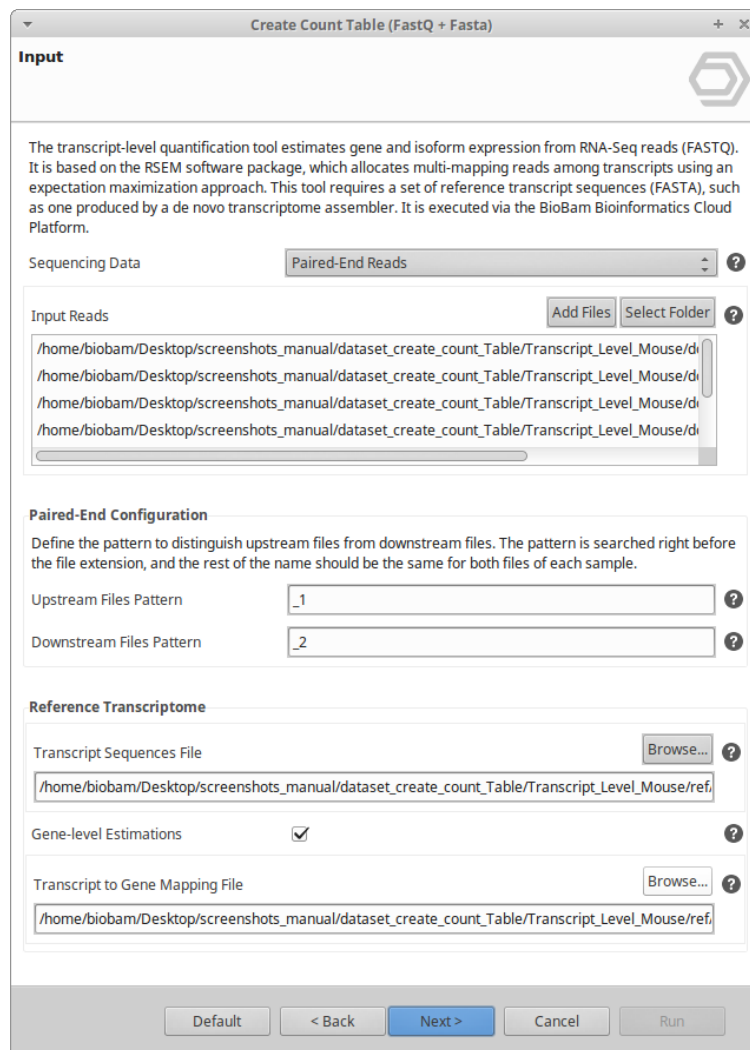 Create Count Table (FastQ + Fasta)
Input
The transcript-level quantification tool estimates gene and isoform expression from RNA-Seq reads (FASTQ).
It is based on the RSEM software package, which allocates multi-mapping reads among transcripts using an
expectation maximization approach. This tool requires a set of reference transcript sequences (FASTA), such
as one produced by a de novo transcriptome assembler. It is executed via the BioBam Bioinformatics Cloud
Platform.
Sequencing Data Paired-End Reads ?
Input Reads Add Files Select Folder ?
/home/biobam/Desktop/screenshots_manual/dataset_create_count_Table/Transcript_Level_Mouse/de
/home/biobam/Desktop/screenshots_manual/dataset_create_count_Table/Transcript_Level_Mouse/de
/home/biobam/Desktop/screenshots_manual/dataset_create_count_Table/Transcript_Level_Mouse/de
/home/biobam/Desktop/screenshots_manual/dataset_create_count_Table/Transcript_Level_Mouse/de
Paired-End Configuration
Define the pattern to distinguish upstream files from downstream files. The pattern is searched right before
the file extension, and the rest of the name should be the same for both files of each sample.
Upstream Files Pattern _1 ?
Downstream Files Pattern _2 ?
Reference Transcriptome
Transcript Sequences File Browse... ?
/home/biobam/Desktop/screenshots_manual/dataset_create_count_Table/Transcript_Level_Mouse/ref/
Gene-level Estimations ?
Transcript to Gene Mapping File Browse... ?
/home/biobam/Desktop/screenshots_manual/dataset_create_count_Table/Transcript_Level_Mouse/ref/
Default < Back Next > Cancel Run